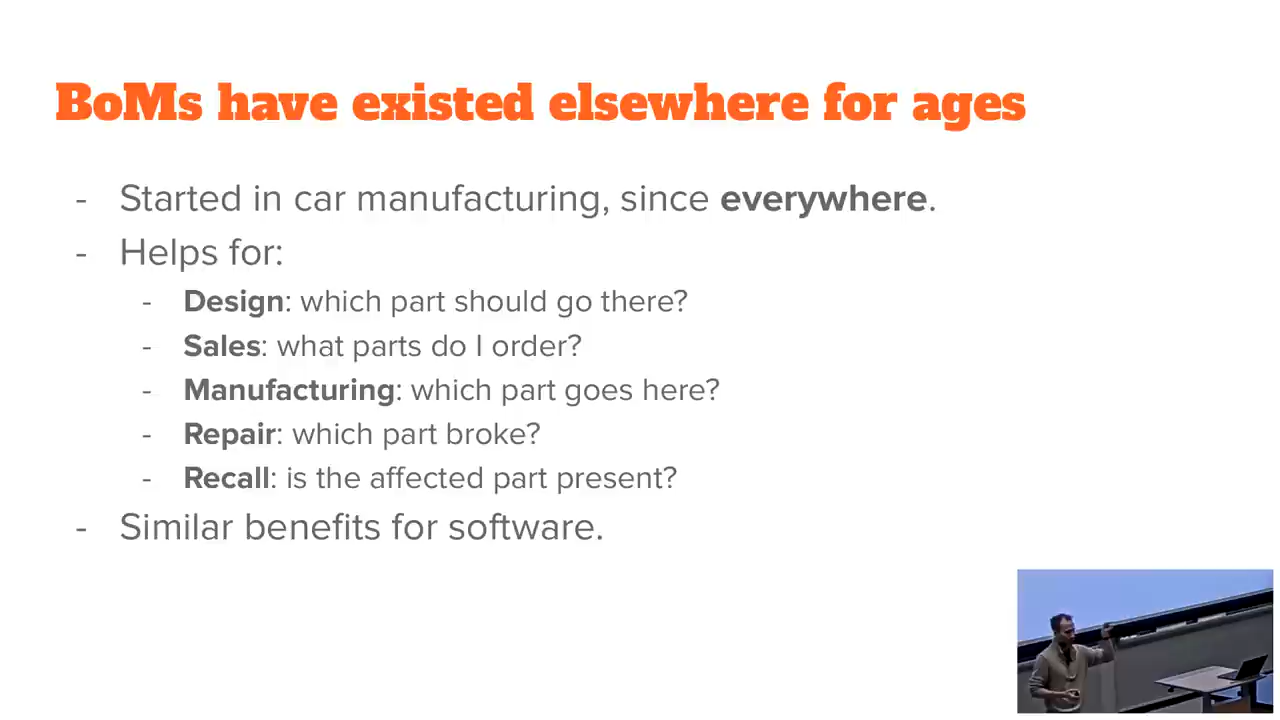 BoMs have existed elsewhere for ages
- Started in car manufacturing, since everywhere.
- Helps for:
- Design: which part should go there?
- Sales: what parts do I order?
- Manufacturing: which part goes here?
- Repair: which part broke?
- Recall: is the affected part present?
- Similar benefits for software.